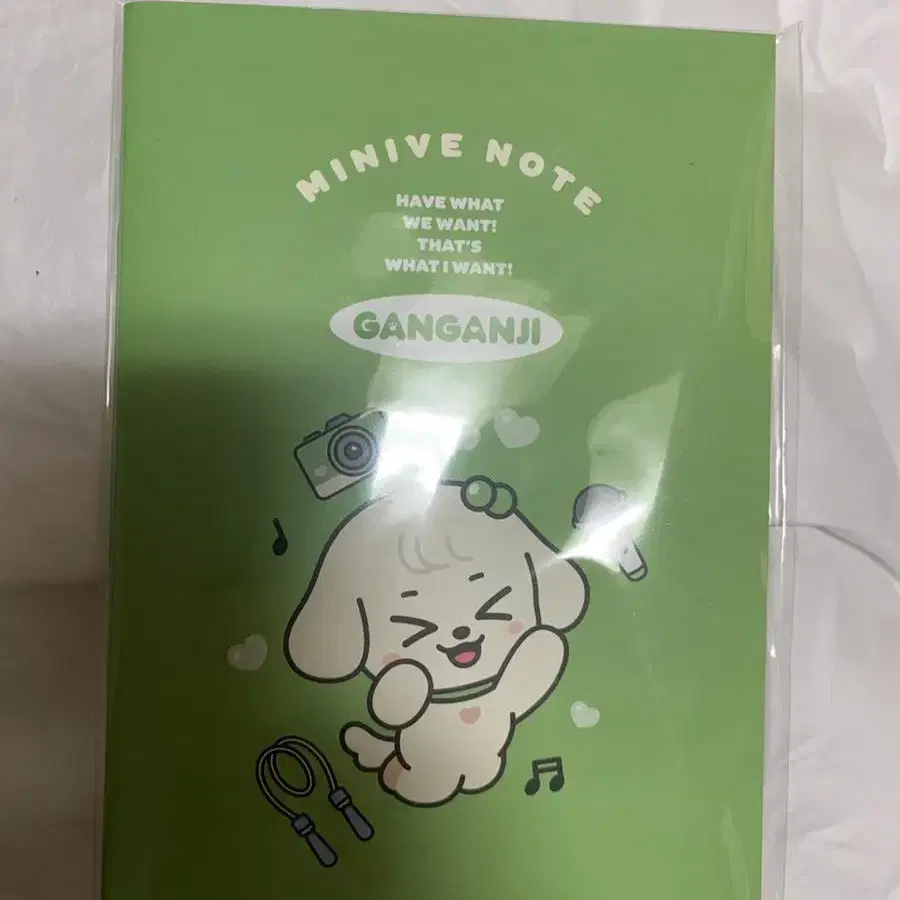 MINIVE NOTE
HAVE WHAT
WE WANT!
THAT'S
WHAT I WANT!
GANGANJI